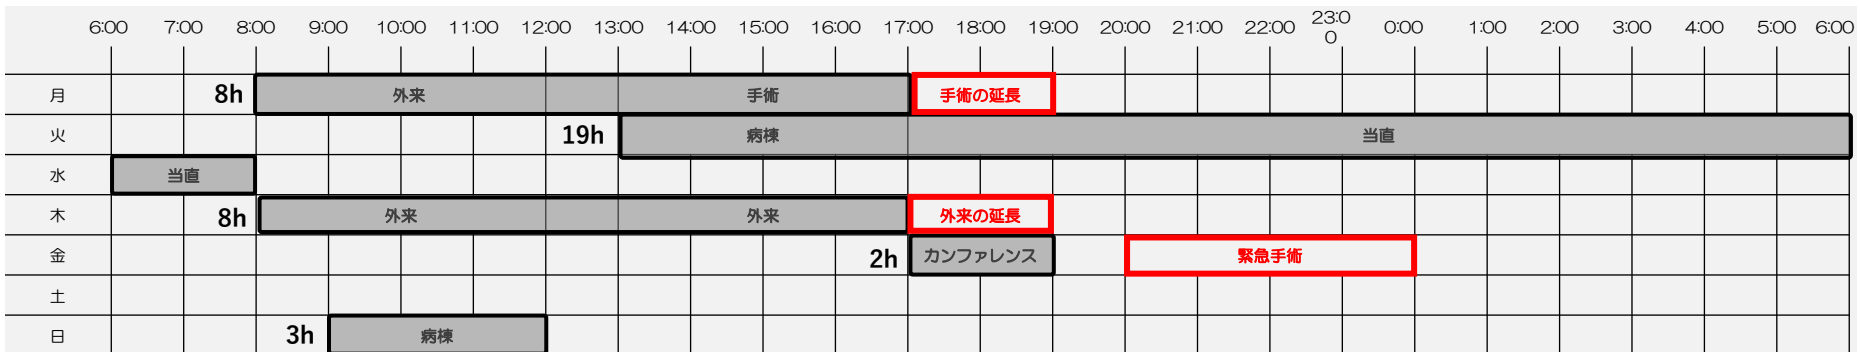 6:00 7:00 8:00 9:00 10:00 11:00 12:00 13:00 14:00 15:00 16:00 17:00 18:00 19:00 20:00 21:00 22:00 23:0
0 0:00 1:00 2:00 3:00 4:00 5:00 6:00
月 8h 外来 手術 手術の延長
火 19h 病棟 当直
水 当直
木 8h 外来 外来 外来の延長
金 2h カンファレンス 緊急手術
土
日 3h 病棟